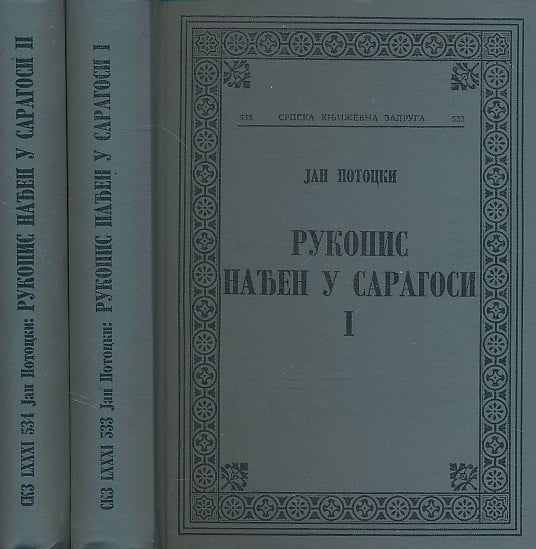 СКЗ LXXXI 534 Јан Потоцки: РУКОПИС НАЂЕН У САРАГОСИ II
СКЗ LXXXI 533 Јан Потоцки: РУКОПИС НАЂЕН У САРАГОСИ I
533 СРПСКА КЊИЖЕВНА ЗАДРУГА 533
ЈАН ПОТОЦКИ
РУКОПИС
НАЂЕН У САРАГОСИ
I